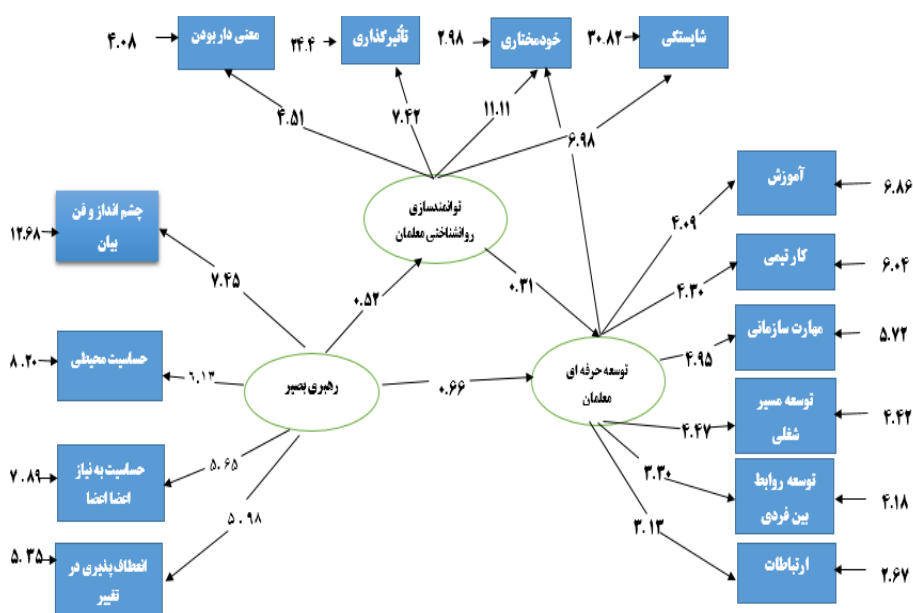 شایستگی
۳۰.۸۲
خودمختاری
۲.۹۸
تأثیرگذاری
۳۴.۴
معنی دار بودن
۴.۰۸
۶.۹۸
۱۱.۱۱
۷.۴۲
۴.۵۱
توانمندسازی
روانشناختی معلمان
چشم انداز و فن
بیان
۱۲.۶۸
۷.۴۵
۰.۵۲
۰.۳۱
آموزش
۶.۸۶
۴.۰۹
کار تیمی
۶.۰۴
۴.۳۰
مهارت سازمانی
۵.۷۲
۴.۹۵
حساسیت محیطی
۸.۲۰
۶.۱۳
رهبری بصیر
۰.۶۶
توسعه حرفه ای
معلمان
توسعه مسیر
شغلی
۴.۴۲
۴.۴۷
حساسیت به نیاز
اعضا اعضا
۷.۸۹
۵.۶۵
توسعه روابط
بین فردی
۴.۱۸
۳.۳۰
انعطاف پذیری در
تغییر
۵.۳۵
۵.۹۸
ارتباطات
۲.۶۷
۳.۱۳